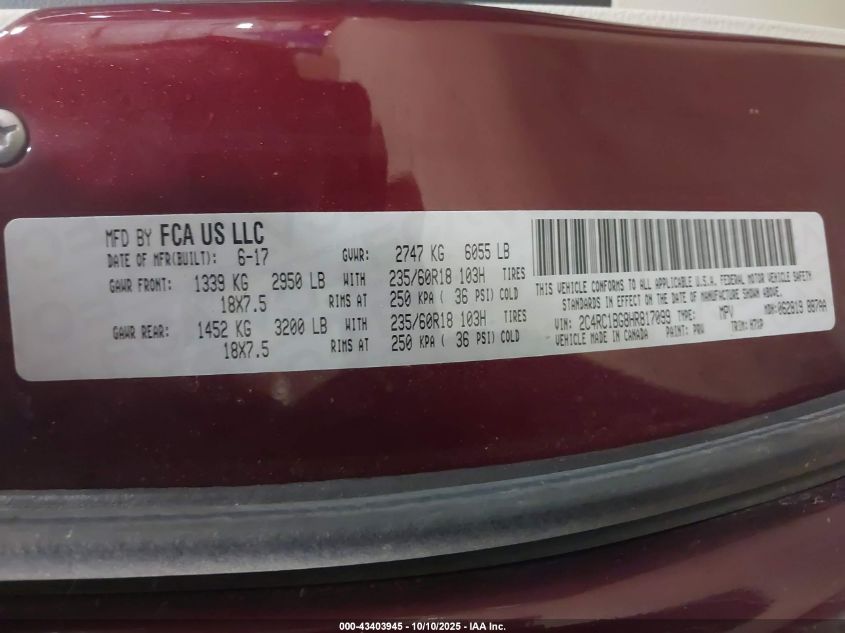 MFD BY FCA US LLC
DATE OF MFR(BUILT): 6-17 GVWR: 2747 KG 6055 LB
GAWR FRONT: 1339 KG 2950 LB WITH 235/60R18 103H TIRES
18X7.5 RIMS AT 250 KPA ( 36 PSI) COLD
GAWR REAR: 1452 KG 3200 LB WITH 235/60R18 103H TIRES
18X7.5 RIMS AT 250 KPA ( 36 PSI) COLD
THIS VEHICLE CONFORMS TO ALL APPLICABLE U.S.A. FEDERAL MOTOR VEHICLE SAFETY
STANDARDS IN EFFECT ON THE DATE OF MANUFACTURE SHOWN ABOVE.
VIN: 2C4RC1BG8HR817099 TYPE: MPV MDH: 062819 887AA
VEHICLE MADE IN CANADA PAINT: PRV TRIM:
000-43403945 - 10/10/2025 - IAA Inc.